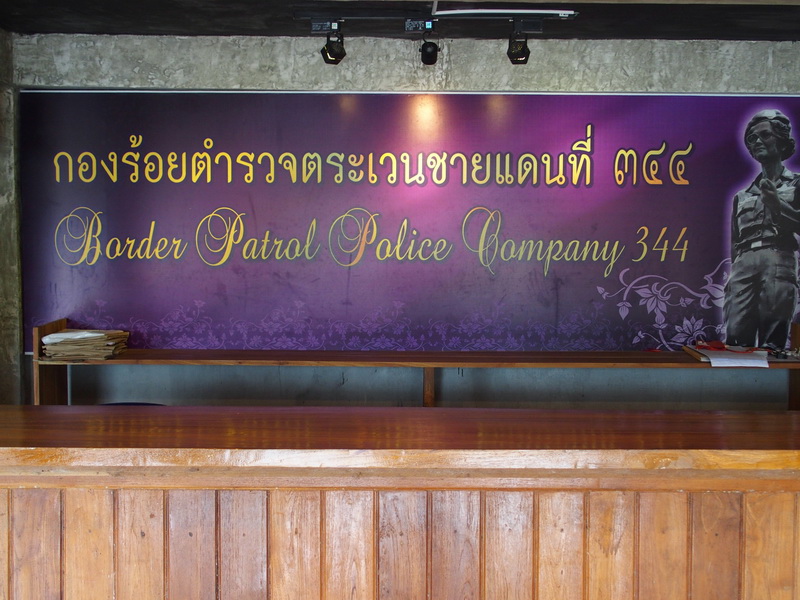 กองร้อยตำรวจตระเวนชายแดนที่ ๓๔๔
Border Patrol Police Company 344